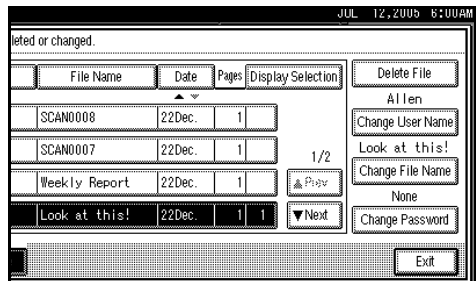 JUL 12,2005 6:00AM
leted or changed.
File Name Date Pages Display Selection Delete File
Allen
SCAN0008 22Dec. 1 Change User Name
Look at this!
SCAN0007 22Dec. 1 1/2
Change File Name
Weekly Report 22Dec. 1 ▲Prev
None
Look at this! 22Dec. 1 1 ▼Next Change Password
Exit